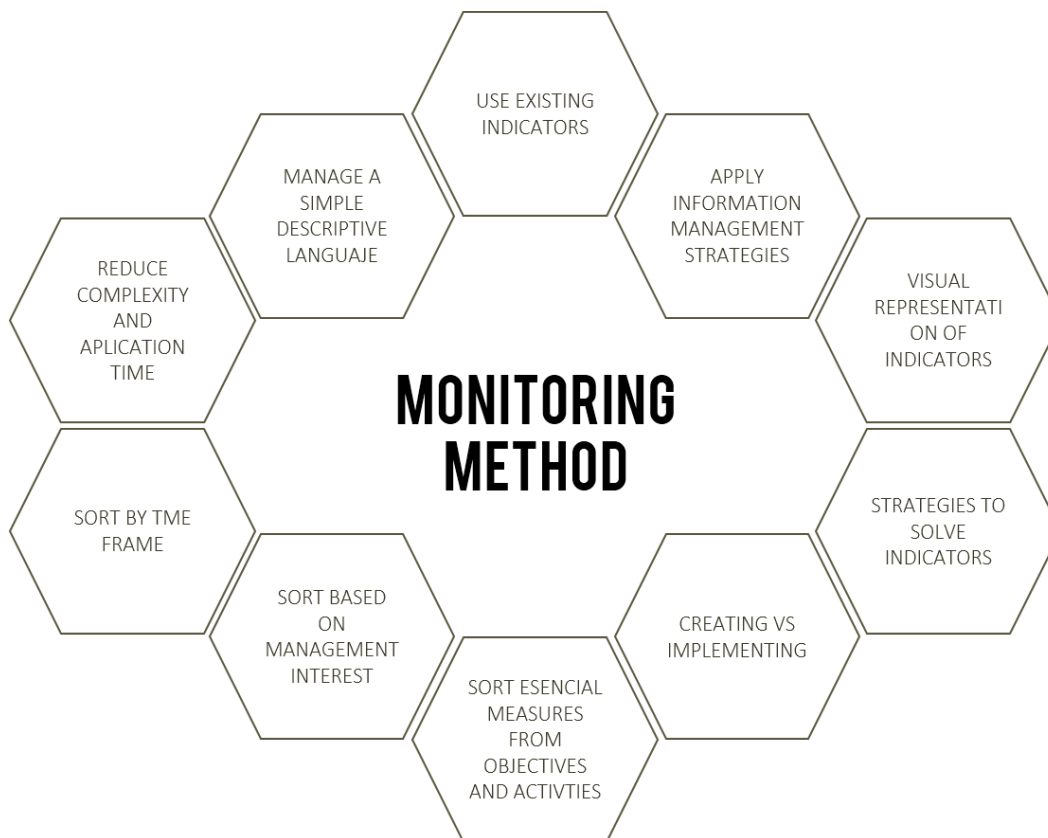 USE EXISTING
INDICATORS
APPLY
INFORMATION
MANAGEMENT
STRATEGIES
VISUAL
REPRESENTATI
ON OF
INDICATORS
STRATEGIES TO
SOLVE
INDICATORS
CREATING VS
IMPLEMENTING
SORT ESENCIAL
MEASURES
FROM
OBJECTIVES
AND ACTIVTIES
SORT BASED
ON
MANAGEMENT
INTEREST
SORT BY TME
FRAME
REDUCE
COMPLEXITY
AND
APLICATION
TIME
MANAGE A
SIMPLE
DESCRIPTIVE
LANGUAJE
MONITORING
METHOD